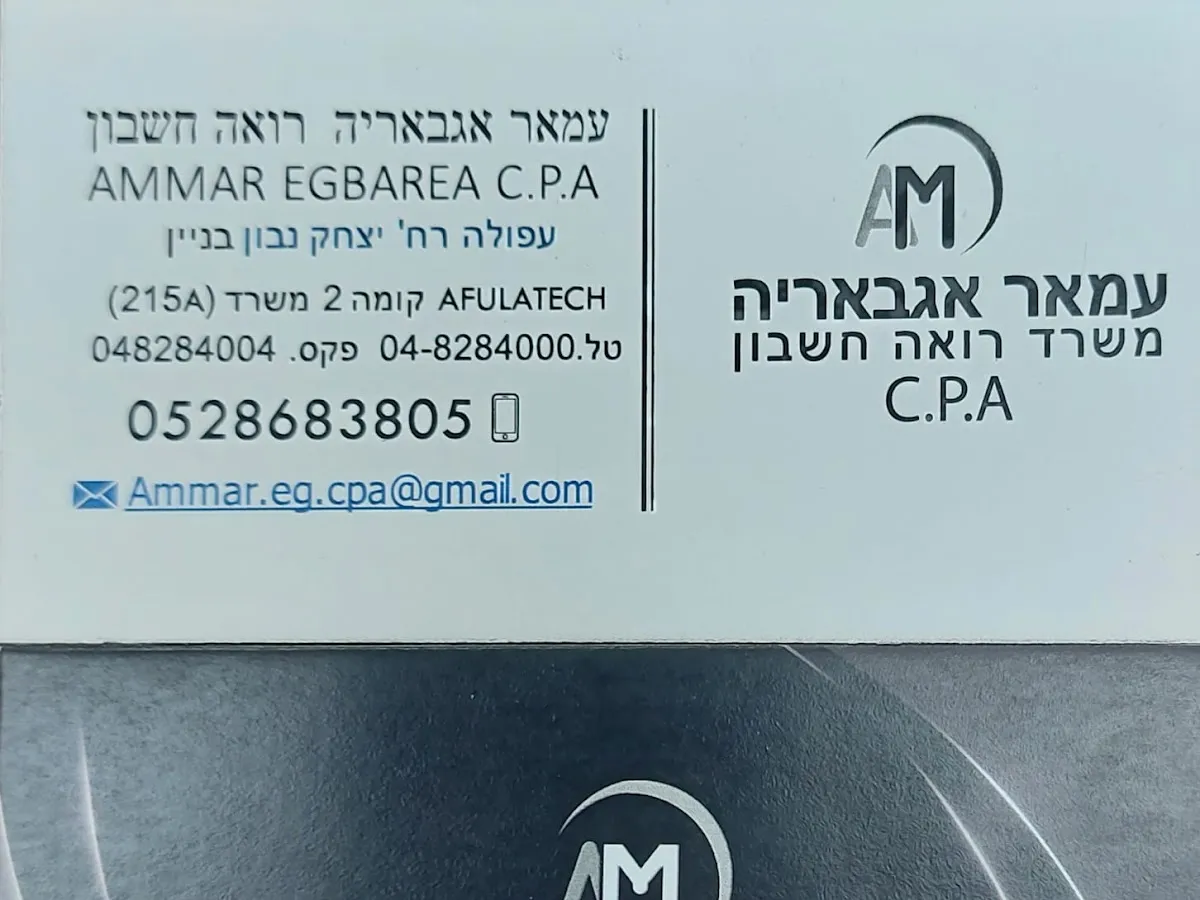 עמאר אגבאריה רואה חשבון
AMMAR EGBAREA C.P.A
עפולה רח' יצחק נבון בניין
AFULATECH קומה 2 משרד (215A)
טל.04-8284000 פקס. 048284004
0528683805
Ammar.eg.cpa@gmail.com
AM
עמאר אגבאריה
משרד רואה חשבון
C.P.A
AM